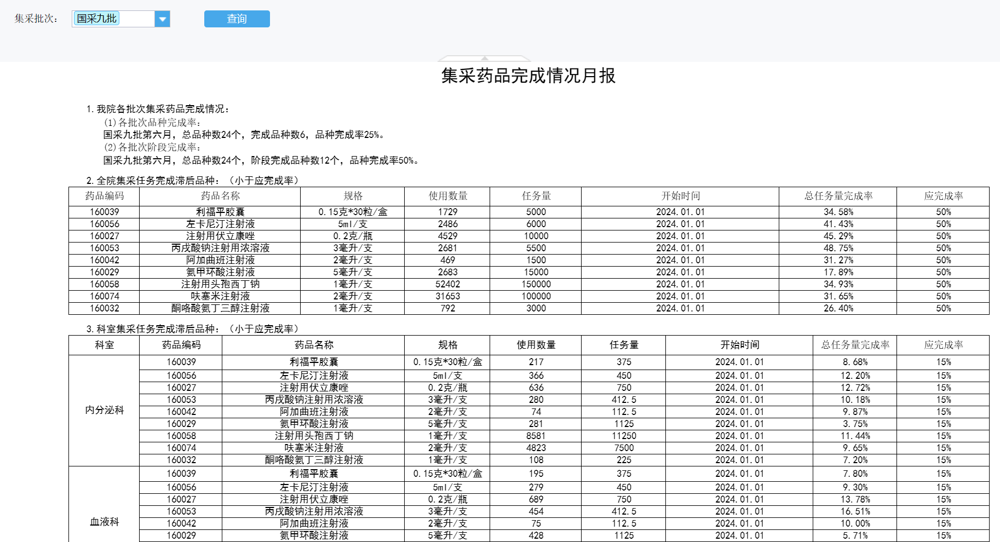 集采批次： 国采九批 查询
集采药品完成情况月报
1.我院各批次集采药品完成情况：
(1)各批次品种完成率：
国采九批第六月，总品种数24个，完成品种数6，品种完成率25%。
(2)各批次阶段完成率：
国采九批第六月，总品种数24个，阶段完成品种数12个，品种完成率50%。
2.全院集采任务完成滞后品种：（小于应完成率）
药品编码 药品名称 规格 使用数量 任务量 开始时间 总任务量完成率 应完成率
160039 利福平胶囊 0.15克*30粒/盒 1729 5000 2024.01.01 34.58% 50%
160056 左卡尼汀注射液 5ml/支 2486 6000 2024.01.01 41.43% 50%
160027 注射用伏立康唑 0.2克/瓶 4529 10000 2024.01.01 45.29% 50%
160053 丙戌酸钠注射用浓溶液 3毫升/支 2681 5500 2024.01.01 48.75% 50%
160042 阿加曲班注射液 2毫升/支 469 1500 2024.01.01 31.27% 50%
160029 氨甲环酸注射液 5毫升/支 2683 15000 2024.01.01 17.89% 50%
160058 注射用头孢西丁钠 1毫升/支 52402 150000 2024.01.01 34.93% 50%
160074 呋塞米注射液 2毫升/支 31653 100000 2024.01.01 31.65% 50%
160032 酮咯酸氨丁三醇注射液 1毫升/支 792 3000 2024.01.01 26.40% 50%
3.科室集采任务完成滞后品种：（小于应完成率）
科室 药品编码 药品名称 规格 使用数量 任务量 开始时间 总任务量完成率 应完成率
内分泌科
160039 利福平胶囊 0.15克*30粒/盒 217 375 2024.01.01 8.68% 15%
160056 左卡尼汀注射液 5ml/支 366 450 2024.01.01 12.20% 15%
160027 注射用伏立康唑 0.2克/瓶 636 750 2024.01.01 12.72% 15%
160053 丙戌酸钠注射用浓溶液 3毫升/支 280 412.5 2024.01.01 10.18% 15%
160042 阿加曲班注射液 2毫升/支 74 112.5 2024.01.01 9.87% 15%
160029 氨甲环酸注射液 5毫升/支 281 1125 2024.01.01 3.75% 15%
160058 注射用头孢西丁钠 1毫升/支 8581 11250 2024.01.01 11.44% 15%
160074 呋塞米注射液 2毫升/支 4823 7500 2024.01.01 9.65% 15%
160032 酮咯酸氨丁三醇注射液 1毫升/支 108 225 2024.01.01 7.20% 15%
血液科
160039 利福平胶囊 0.15克*30粒/盒 195 375 2024.01.01 7.80% 15%
160056 左卡尼汀注射液 5ml/支 279 450 2024.01.01 9.30% 15%
160027 注射用伏立康唑 0.2克/瓶 689 750 2024.01.01 13.78% 15%
160053 丙戌酸钠注射用浓溶液 3毫升/支 454 412.5 2024.01.01 16.51% 15%
160042 阿加曲班注射液 2毫升/支 75 112.5 2024.01.01 10.00% 15%
160029 氨甲环酸注射液 5毫升/支 428 1125 2024.01.01 5.71% 15%